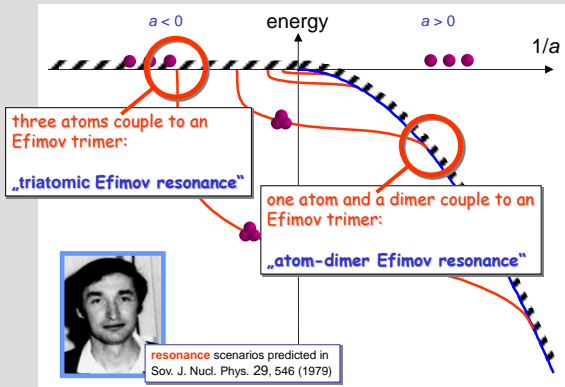 a < 0
energy
a > 0
1/a
three atoms couple to an
Efimov trimer:
„triatomic Efimov resonance“
one atom and a dimer couple to an
Efimov trimer:
„atom-dimer Efimov resonance“
resonance scenarios predicted in
Sov. J. Nucl. Phys. 29, 546 (1979)